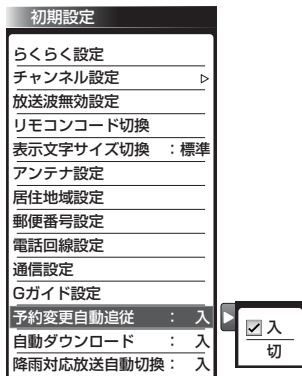 初期設定
らくらく設定
チャンネル設定
放送波無効設定
リモコンコード切換
表示文字サイズ切換 ：標準
アンテナ設定
居住地域設定
郵便番号設定
電話回線設定
通信設定
Gガイド設定
予約変更自動追従 ： 入
自動ダウンロード ： 入
降雨対応放送自動切換： 入
入
切